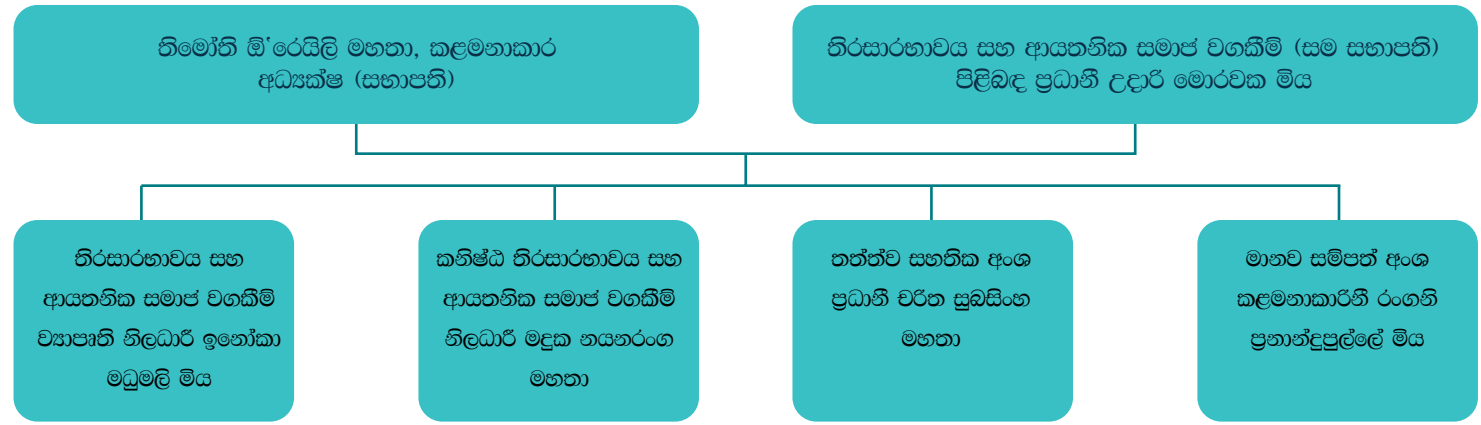 තිමෝති ඕ'රෙයිලි මහතා, කළමනාකාර
අධ්‍යක්ෂ (සභාපති)
තිරසාරභාවය සහ ආයතනික සමාජ වගකීම් (සම සභාපති)
පිළිබඳ ප්‍රධානී උදාරි මොරවක මිය
තිරසාරභාවය සහ
ආයතනික සමාජ වගකීම්
ව්‍යාපෘති නිලධාරී ඉනෝකා
මධුමලි මිය
කනිෂ්ඨ තිරසාරභාවය සහ
ආයතනික සමාජ වගකීම්
නිලධාරී මදුක නයනරංග
මහතා
තත්ත්ව සහතික අංශ
ප්‍රධානී චරිත සුබසිංහ
මහතා
මානව සම්පත් අංශ
කළමනාකාරිනී රංගනි
ප්‍රනාන්දුපුල්ලේ මිය